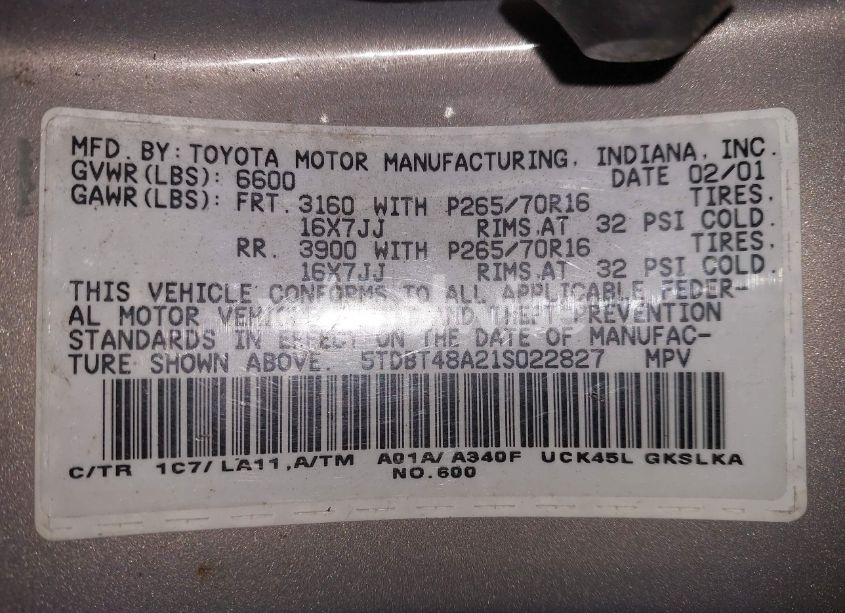 MFD. BY: TOYOTA MOTOR MANUFACTURING, INDIANA, INC.
GVWR(LBS): 6600 DATE 02/01
GAWR(LBS): FRT. 3160 WITH P265/70R16 TIRES,
16X7JJ RIMS,AT 32 PSI COLD.
RR. 3900 WITH P265/70R16 TIRES,
16X7JJ RIMS,AT 32 PSI COLD.
THIS VEHICLE CONFORMS TO ALL APPLICABLE FEDER-
AL MOTOR VEHICLE AND THEFT PREVENTION
STANDARDS IN EFFECT ON THE DATE OF MANUFAC-
TURE SHOWN ABOVE. 5TDBT48A21S022827 MPV
C/TR 1C7/ LA11,A/TM A01A/ A340F UCK45L GKSLKA
NO.600